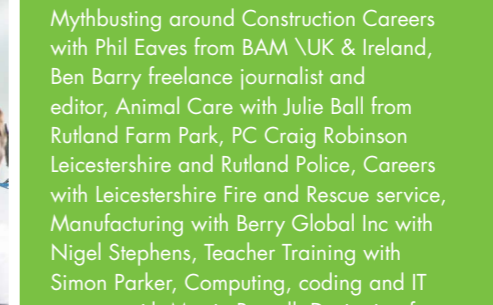 Mythbusting around Construction Careers
with Phil Eaves from BAM \UK & Ireland,
Ben Barry freelance journalist and
editor, Animal Care with Julie Ball from
Rutland Farm Park, PC Craig Robinson
Leicestershire and Rutland Police, Careers
with Leicestershire Fire and Rescue service,
Manufacturing with Berry Global Inc with
Nigel Stephens, Teacher Training with
Simon Parker, Computing, coding and IT